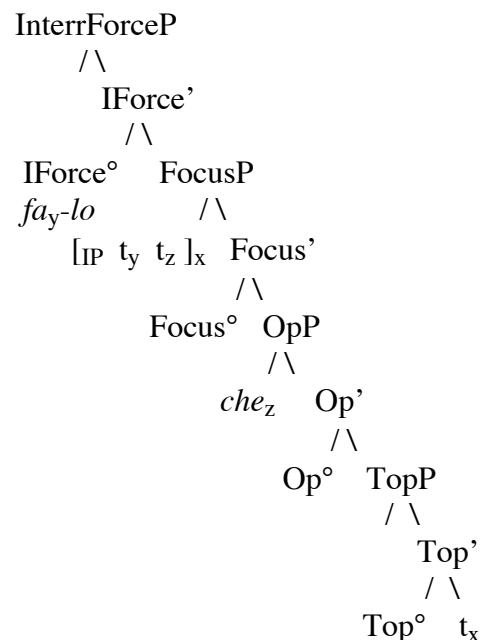 InterrForceP
/ \
IForce’
/ \
IForce° FocusP
fay-lo / \
[IP ty tz ]x Focus’
/ \
Focus° OpP
/ \
chez Op’
/ \
Op° TopP
/ \
Top’
/ \
Top° tx